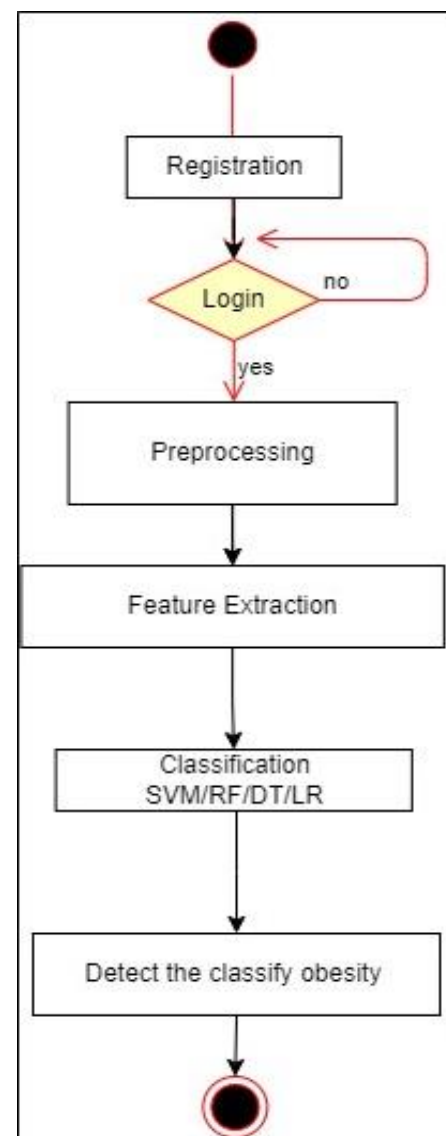 Registration
Login
no
yes
Preprocessing
Feature Extraction
Classification
SVM/RF/DT/LR
Detect the classify obesity